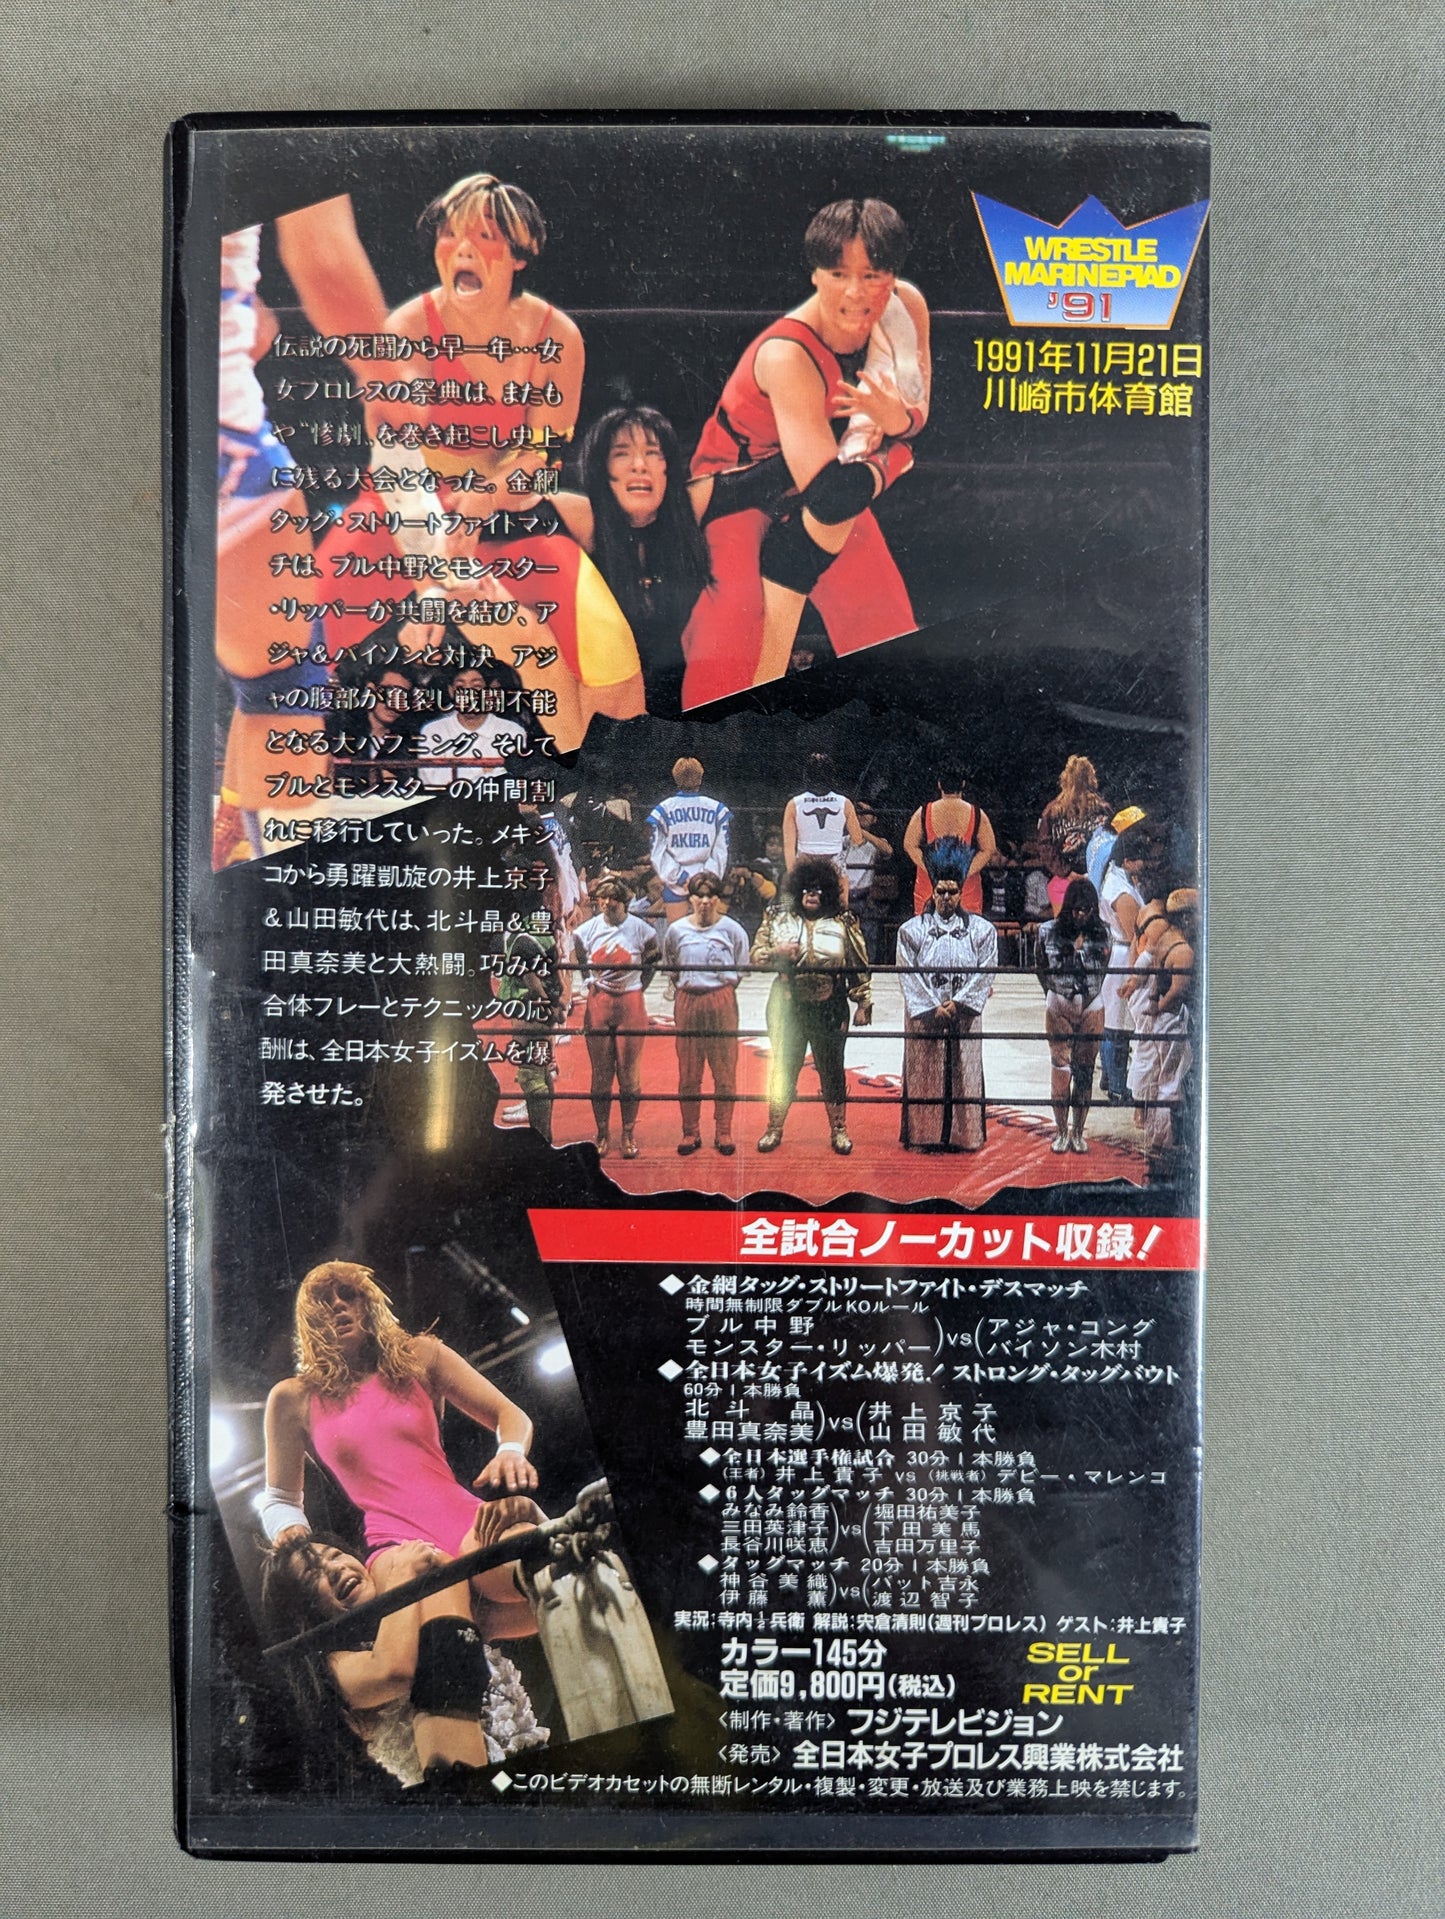 WRESTLE
MARINEPIAD
'91
1991年11月21日
川崎市体育館
伝説の死闘から早一年…女
女プロレスの祭典は、またも
や“惨劇„を巻き起こし史上
に残る大会となった。金網
タッグ・ストリートファイトマッ
チは、ブル中野とモンスター
・リッパーが共闘を結び、ア
ジャ&バイソンと対決 アジ
ャの腹部が亀裂し戦闘不能
となる大ハプニング、そして
ブルとモンスターの仲間割
れに移行していった。メキシ
コから勇躍凱旋の井上京子
&山田敏代は、北斗晶&豊
田真奈美と大熱闘。巧みな
合体プレーとテクニックの応
酬は、全日本女子イズムを爆
発させた。
HOKUTO
AKIRA
全試合ノーカット収録!
◆金網タッグ・ストリートファイト・デスマッチ
時間無制限ダブルKOルール
ブル中野
モンスター・リッパー)vs(アジャ・コング
バイソン木村
◆全日本女子イズム爆発! ストロング・タッグバウト
60分1本勝負
北斗 晶
豊田真奈美)vs(井上京子
山田敏代
◆全日本選手権試合 30分1本勝負
(王者)井上貴子 vs (挑戦者)デビー・マレンコ
◆6人タッグマッチ 30分1本勝負
みなみ鈴香 堀田祐美子
三田英津子)vs(下田美馬
長谷川咲恵 吉田万里子
◆タッグマッチ 20分1本勝負
神谷美織)vs(バット吉永
伊藤 薫 渡辺智子
実況:寺内½兵衛 解説:宍倉清則(週刊プロレス) ゲスト:井上貴子
カラー145分
定価9,800円(税込)
SELL
or
RENT
〈制作・著作〉フジテレビジョン
〈発売〉全日本女子プロレス興業株式会社
◆このビデオカセットの無断レンタル・複製・変更・放送及び業務上映を禁じます。